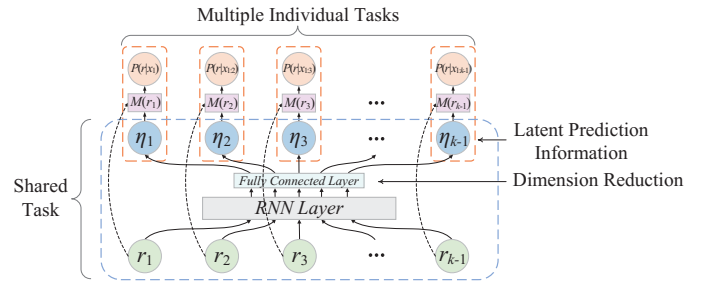 Multiple Individual Tasks
P(r|x1) P(r|x1:2) P(r|x1:3) P(r|x1:k-1)
M(r1) M(r2) M(r3) ••• M(rk-1)
η1 η2 η3 ••• ηk-1
Latent Prediction
Information
Fully Connected Layer
Dimension Reduction
Shared
Task
RNN Layer
r1 r2 r3 ••• rk-1